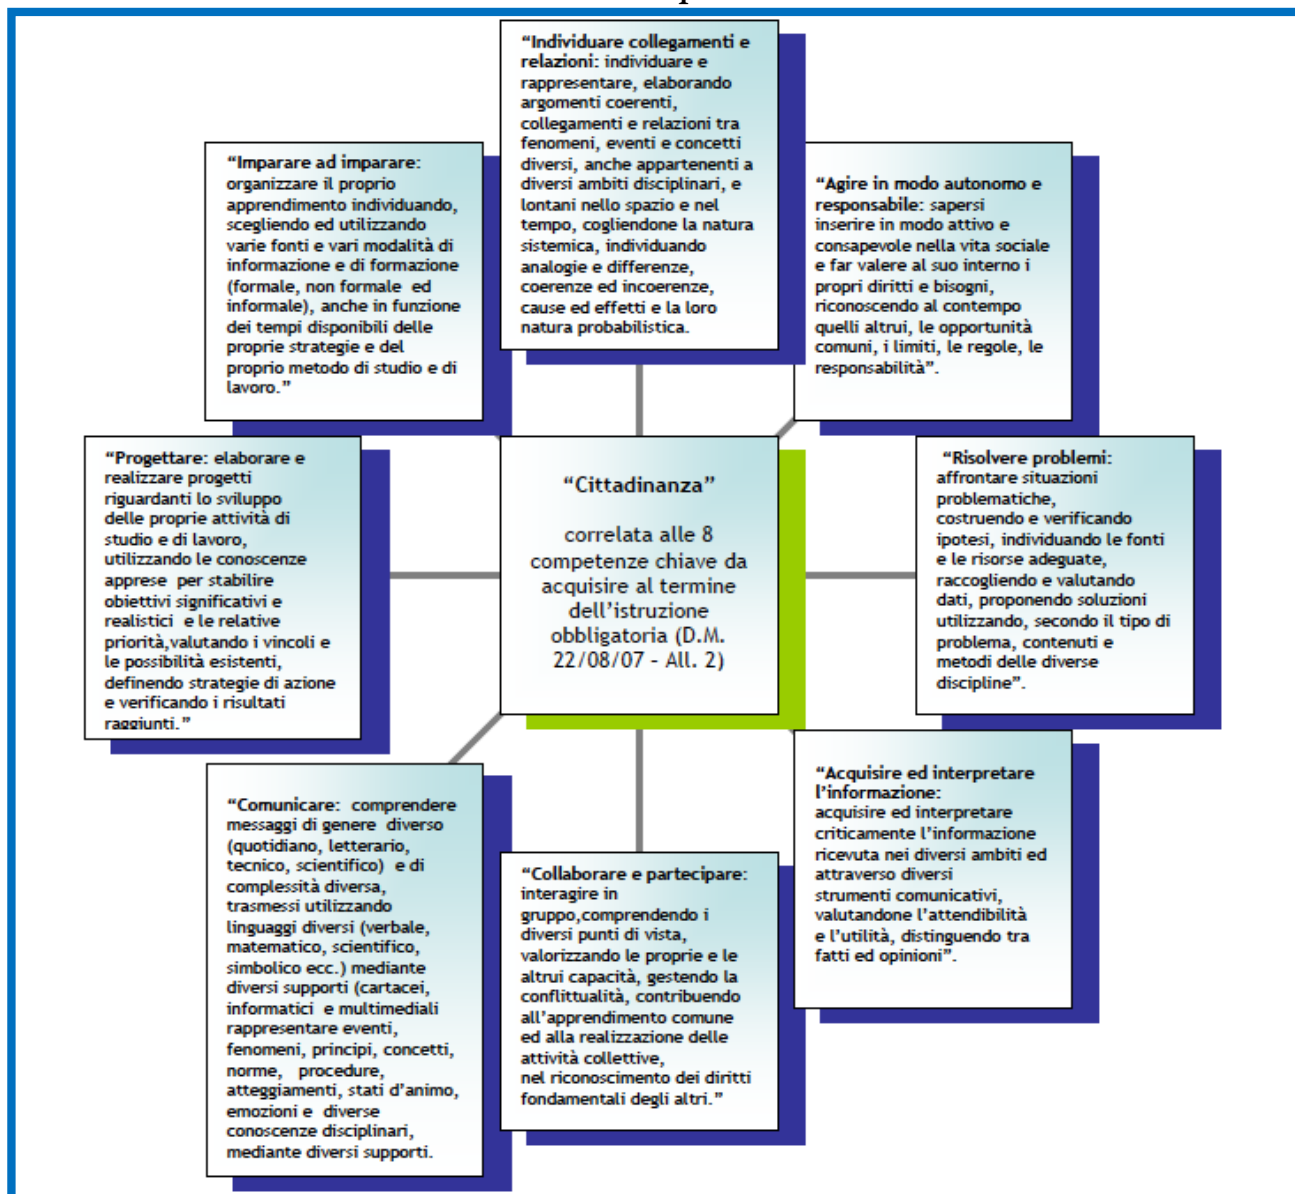 “Individuare collegamenti e
relazioni: individuare e
rappresentare, elaborando
argomenti coerenti,
collegamenti e relazioni tra
fenomeni, eventi e concetti
diversi, anche appartenenti a
diversi ambiti disciplinari, e
lontani nello spazio e nel
tempo, cogliendone la natura
sistemica, individuando
analogie e differenze,
coerenze ed incoerenze,
cause ed effetti e la loro
natura probabilistica.
“Imparare ad imparare:
organizzare il proprio
apprendimento individuando,
scegliendo ed utilizzando
varie fonti e vari modalità di
informazione e di formazione
(formale, non formale ed
informale), anche in funzione
dei tempi disponibili delle
proprie strategie e del
proprio metodo di studio e di
lavoro.”
“Agire in modo autonomo e
responsabile: sapersi
inserire in modo attivo e
consapevole nella vita sociale
e far valere al suo interno i
propri diritti e bisogni,
riconoscendo al contempo
quelli altrui, le opportunità
comuni, i limiti, le regole, le
responsabilità”.
“Progettare: elaborare e
realizzare progetti
riguardanti lo sviluppo
delle proprie attività di
studio e di lavoro,
utilizzando le conoscenze
apprese per stabilire
obiettivi significativi e
realistici e le relative
priorità,valutando i vincoli e
le possibilità esistenti,
definendo strategie di azione
e verificando i risultati
raggiunti.”
“Cittadinanza”
correlata alle 8
competenze chiave da
acquisire al termine
dell’istruzione
obbligatoria (D.M.
22/08/07 - All. 2)
“Risolvere problemi:
affrontare situazioni
problematiche,
costruendo e verificando
ipotesi, individuando le fonti
e le risorse adeguate,
raccogliendo e valutando
dati, proponendo soluzioni
utilizzando, secondo il tipo di
problema, contenuti e
metodi delle diverse
discipline”.
“Comunicare: comprendere
messaggi di genere diverso
(quotidiano, letterario,
tecnico, scientifico) e di
complessità diversa,
trasmessi utilizzando
linguaggi diversi (verbale,
matematico, scientifico,
simbolico ecc.) mediante
diversi supporti (cartacei,
informatici e multimediali
rappresentare eventi,
fenomeni, principi, concetti,
norme, procedure,
atteggiamenti, stati d’animo,
emozioni e diverse
conoscenze disciplinari,
mediante diversi supporti.
“Collaborare e partecipare:
interagire in
gruppo,comprendendo i
diversi punti di vista,
valorizzando le proprie e le
altrui capacità, gestendo la
conflittualità, contribuendo
all’apprendimento comune
ed alla realizzazione delle
attività collettive,
nel riconoscimento dei diritti
fondamentali degli altri.”
“Acquisire ed interpretare
l’informazione:
acquisire ed interpretare
criticamente l’informazione
ricevuta nei diversi ambiti ed
attraverso diversi
strumenti comunicativi,
valutandone l’attendibilità
e l’utilità, distinguendo tra
fatti ed opinioni”.